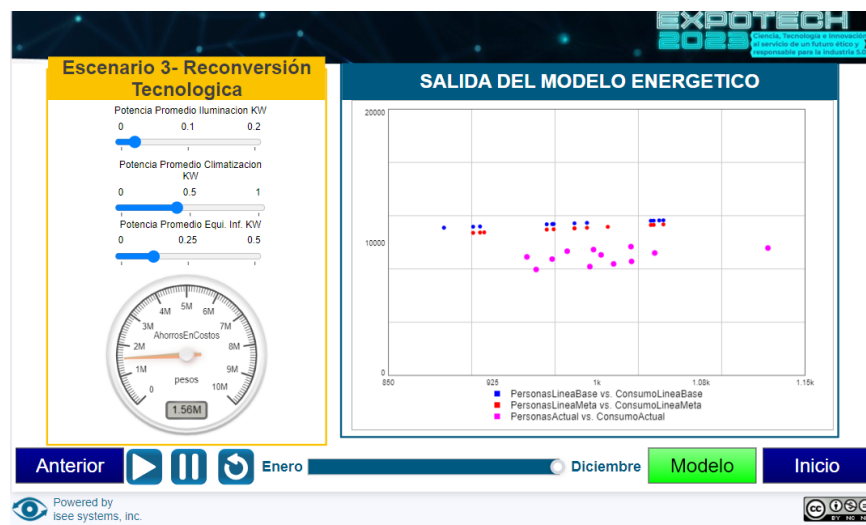 EXPOTECH
2023
Ciencia, Tecnología e Innovación
al servicio de un futuro ético y
responsable para la Industria 5.0
Escenario 3- Reconversión
Tecnologica
Potencia Promedio Iluminacion KW
0 0.1 0.2
Potencia Promedio Climatizacion
KW
0 0.5 1
Potencia Promedio Equi. Inf. KW
0 0.25 0.5
0
1M
2M
3M
4M
5M
6M
7M
8M
9M
10M
AhorrosEnCostos
pesos
1.56M
SALIDA DEL MODELO ENERGETICO
20000
10000
0
850 925 1k 1.08k 1.15k
PersonasLineaBase vs. ConsumoLineaBase
PersonasLineaMeta vs. ConsumoLineaMeta
PersonasActual vs. ConsumoActual
Anterior
Enero
Diciembre
Modelo
Inicio
Powered by
isee systems, inc.
cc
BY NC